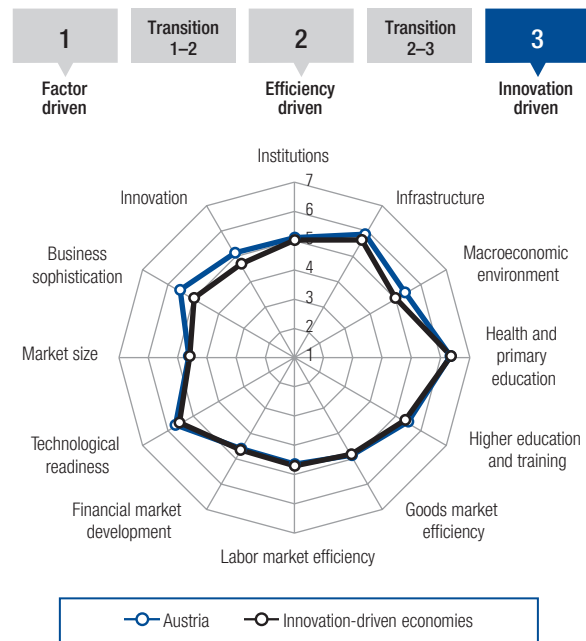 1
Transition
1–2
2
Transition
2–3
3
Factor
driven
Efficiency
driven
Innovation
driven
Institutions
Infrastructure
Macroeconomic
environment
Health and
primary
education
Higher education
and training
Goods market
efficiency
Labor market efficiency
Financial market
development
Technological
readiness
Market size
Business
sophistication
Innovation
7
6
5
4
3
2
1
Austria
Innovation-driven economies